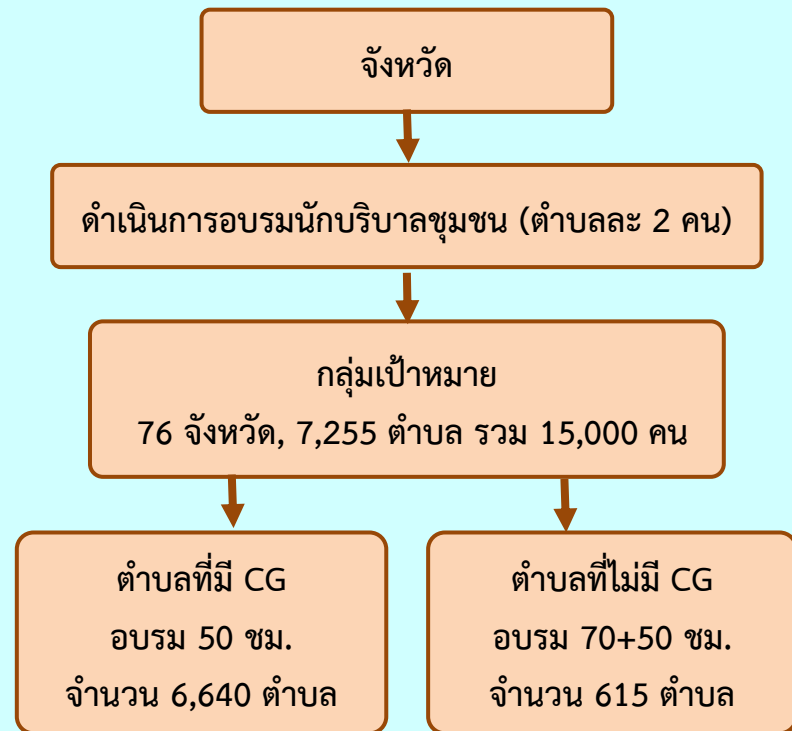 จังหวัด
ดำเนินการอบรมนักบริบาลชุมชน (ตำบลละ 2 คน)
กลุ่มเป้าหมาย
76 จังหวัด, 7,255 ตำบล รวม 15,000 คน
ตำบลที่มี CG
อบรม 50 ชม.
จำนวน 6,640 ตำบล
ตำบลที่ไม่มี CG
อบรม 70+50 ชม.
จำนวน 615 ตำบล